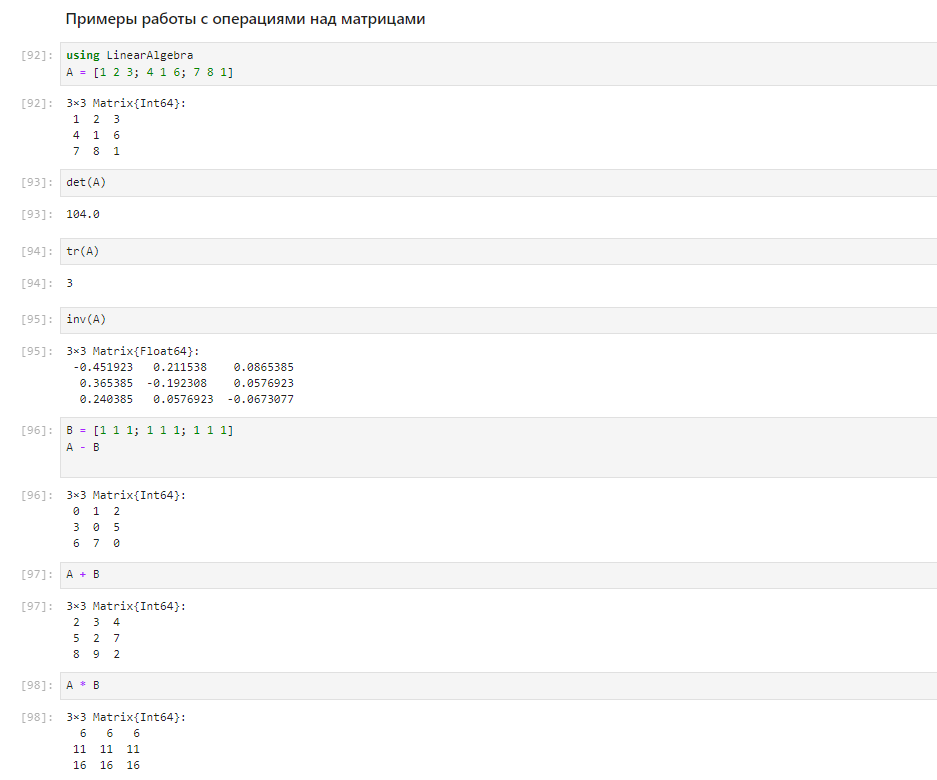 Примеры работы с операциями над матрицами
[92]: using LinearAlgebra
A = [1 2 3; 4 1 6; 7 8 1]
[92]: 3×3 Matrix{Int64}:
1 2 3
4 1 6
7 8 1
[93]: det(A)
[93]: 104.0
[94]: tr(A)
[94]: 3
[95]: inv(A)
[95]: 3×3 Matrix{Float64}:
-0.451923 0.211538 0.0865385
0.365385 -0.192308 0.0576923
0.240385 0.0576923 -0.0673077
[96]: B = [1 1 1; 1 1 1; 1 1 1]
A - B
[96]: 3×3 Matrix{Int64}:
0 1 2
3 0 5
6 7 0
[97]: A + B
[97]: 3×3 Matrix{Int64}:
2 3 4
5 2 7
8 9 2
[98]: A * B
[98]: 3×3 Matrix{Int64}:
6 6 6
11 11 11
16 16 16